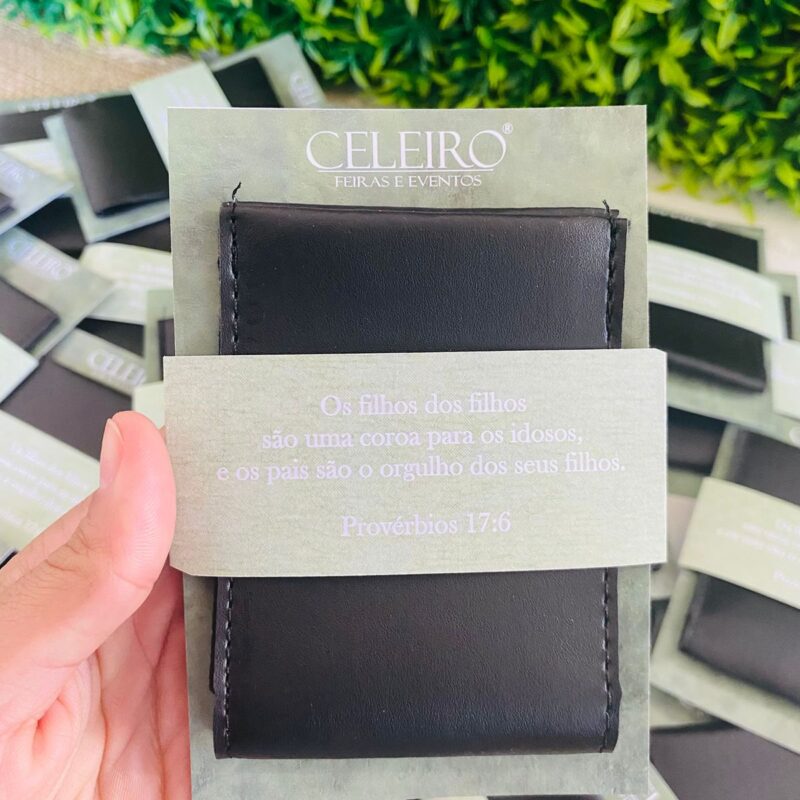 CELEIRO®
FEIRAS E EVENTOS
Os filhos dos filhos
são uma coroa para os idosos,
e os pais são o orgulho dos seus filhos.
Provérbios 17:6